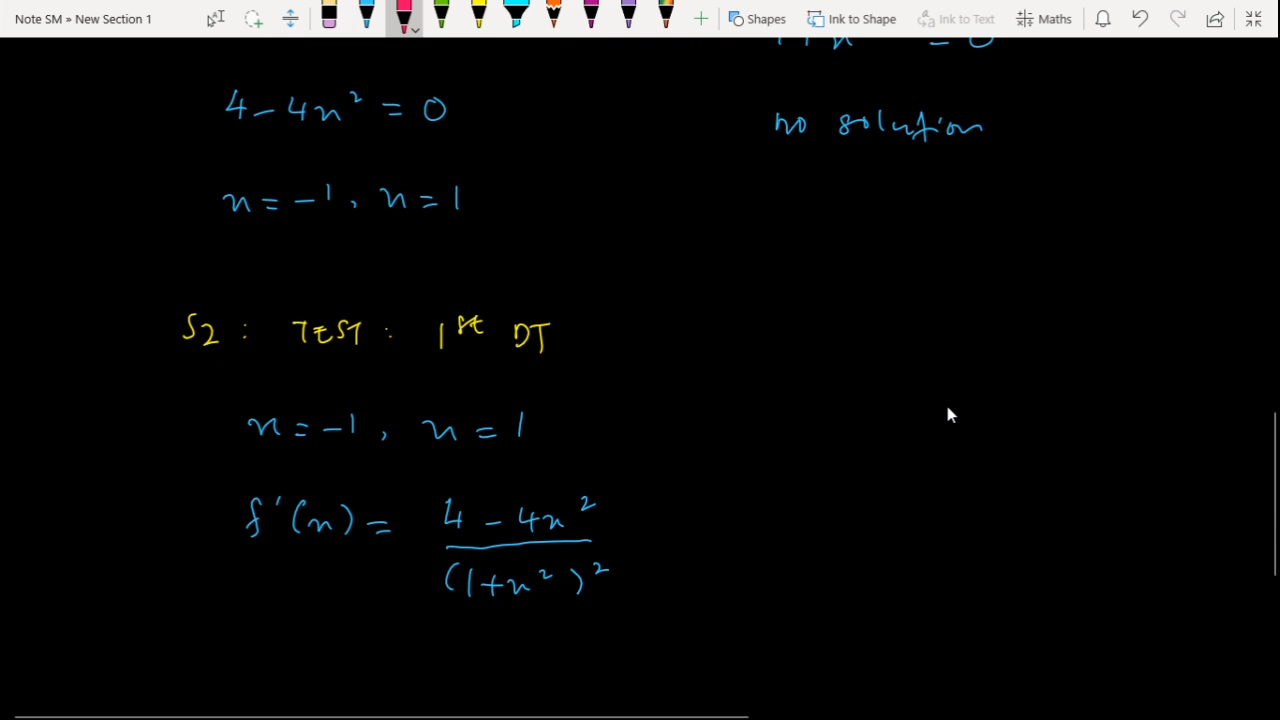 Note SM » New Section 1
Shapes
Ink to Shape
Ink to Text
Maths
4 - 4x² = 0
no solution
x = -1, x = 1
S2 : TEST : 1st DT
x = -1, x = 1
f'(x) = 4 - 4x²
(1+x²)²